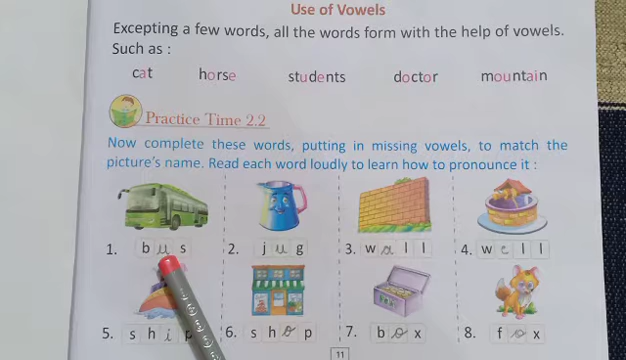 Use of Vowels
Excepting a few words, all the words form with the help of vowels.
Such as :
cat horse students doctor mountain
Practice Time 2.2
Now complete these words, putting in missing vowels, to match the
picture's name. Read each word loudly to learn how to pronounce it :
1. b u s 2. j u g 3. w a l l 4. w e l l
5. s h i p 6. s h o p 7. b o x 8. f o x
11